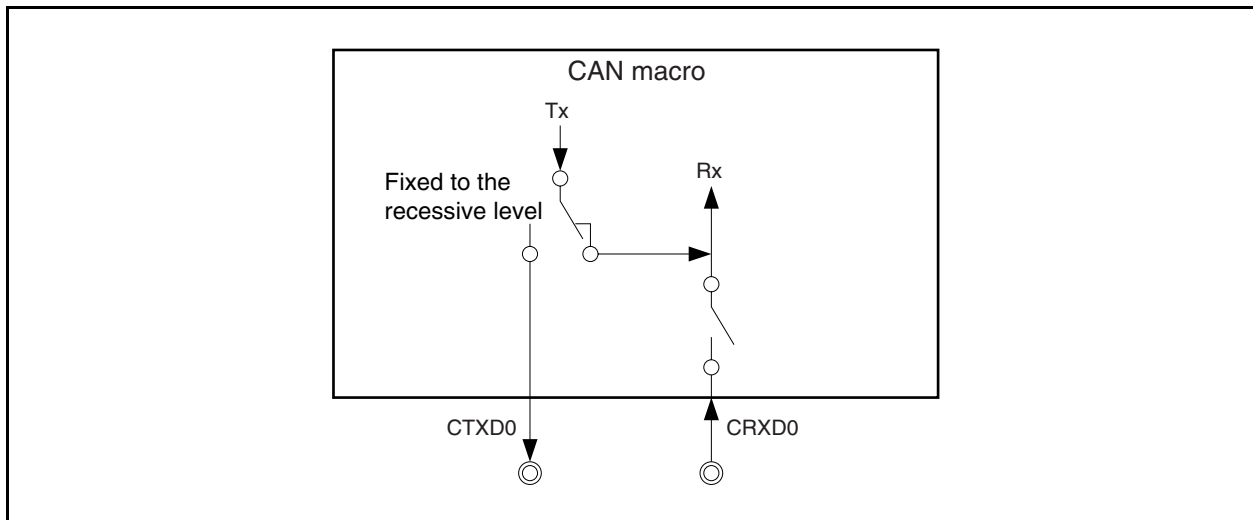 CAN macro
Tx
Rx
Fixed to the
recessive level
CTXD0
CRXD0